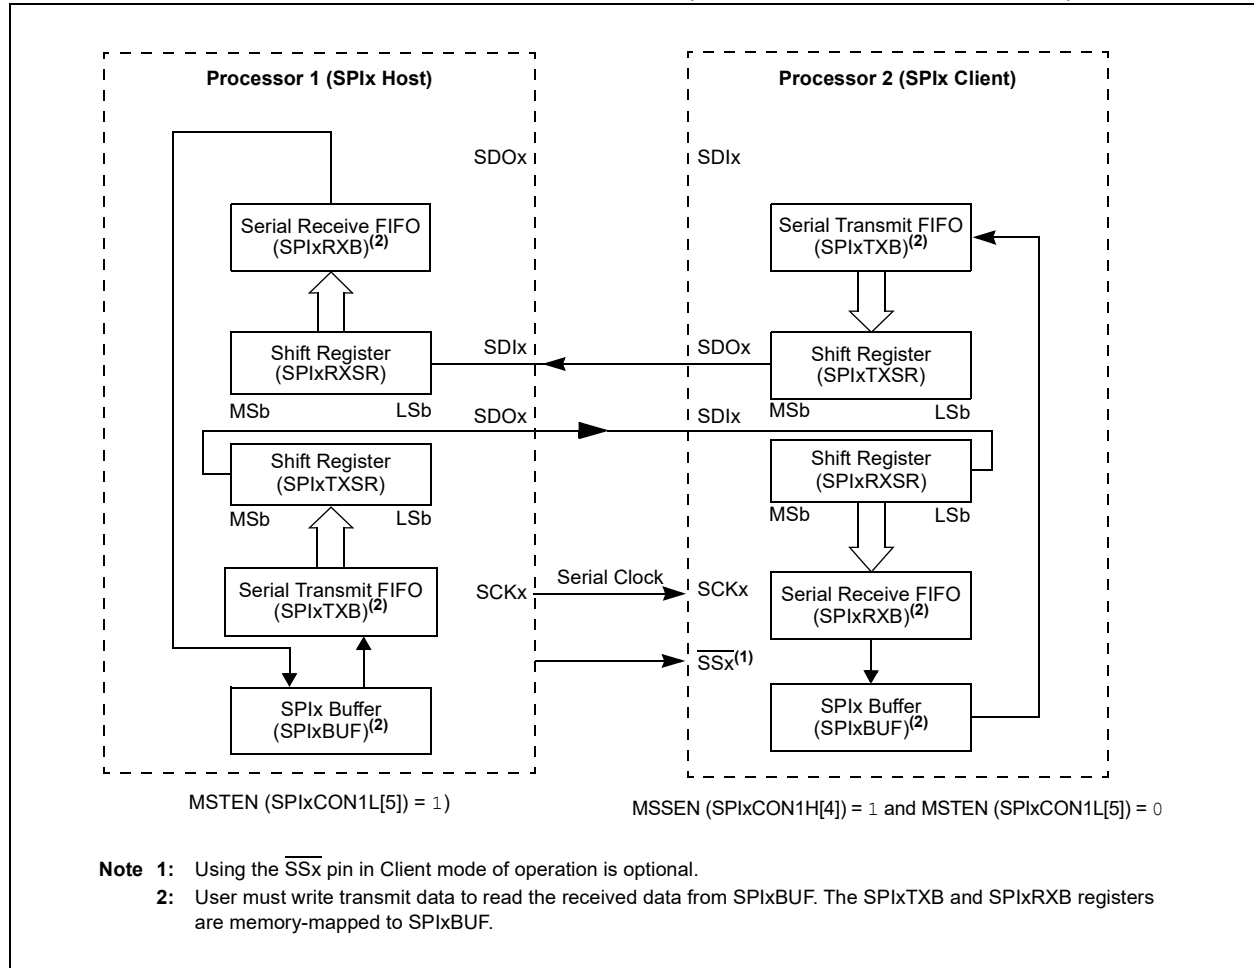 Processor 1 (SPIx Host)
Processor 2 (SPIx Client)
SDOx
SDIx
Serial Receive FIFO
(SPIxRXB)(2)
Serial Transmit FIFO
(SPIxTXB)(2)
Shift Register
(SPIxRXSR)
SDIx
SDOx
Shift Register
(SPIxTXSR)
MSb
LSb
MSb
LSb
SDOx
SDIx
Shift Register
(SPIxTXSR)
Shift Register
(SPIxRXSR)
MSb
LSb
MSb
LSb
Serial Transmit FIFO
(SPIxTXB)(2)
SCKx
Serial Clock
SCKx
Serial Receive FIFO
(SPIxRXB)(2)
SSx(1)
SPIx Buffer
(SPIxBUF)(2)
SPIx Buffer
(SPIxBUF)(2)
MSTEN (SPIxCON1L[5]) = 1)
MSSEN (SPIxCON1H[4]) = 1 and MSTEN (SPIxCON1L[5]) = 0
Note 1: Using the SSx pin in Client mode of operation is optional.
2: User must write transmit data to read the received data from SPIxBUF. The SPIxTXB and SPIxRXB registers
are memory-mapped to SPIxBUF.